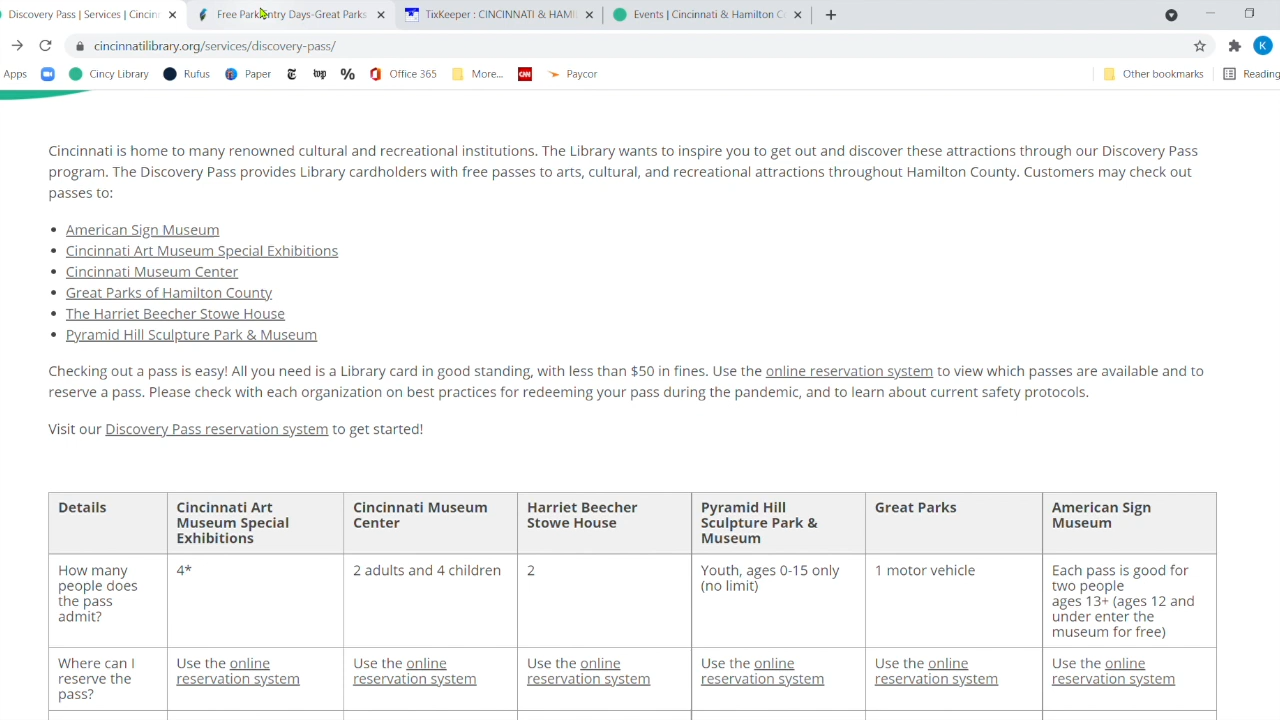 Discovery Pass | Services | Cincin
Free Park Entry Days-Great Parks
TixKeeper : CINCINNATI & HAMI
Events | Cincinnati & Hamilton C
cincinnatilibrary.org/services/discovery-pass/
K
Apps
Cincy Library
Rufus
Paper
Office 365
More...
CNN
Paycor
Other bookmarks
Reading
Cincinnati is home to many renowned cultural and recreational institutions. The Library wants to inspire you to get out and discover these attractions through our Discovery Pass
program. The Discovery Pass provides Library cardholders with free passes to arts, cultural, and recreational attractions throughout Hamilton County. Customers may check out
passes to:
• American Sign Museum
• Cincinnati Art Museum Special Exhibitions
• Cincinnati Museum Center
• Great Parks of Hamilton County
• The Harriet Beecher Stowe House
• Pyramid Hill Sculpture Park & Museum
Checking out a pass is easy! All you need is a Library card in good standing, with less than $50 in fines. Use the online reservation system to view which passes are available and to
reserve a pass. Please check with each organization on best practices for redeeming your pass during the pandemic, and to learn about current safety protocols.
Visit our Discovery Pass reservation system to get started!
Details
Cincinnati Art
Museum Special
Exhibitions
Cincinnati Museum
Center
Harriet Beecher
Stowe House
Pyramid Hill
Sculpture Park &
Museum
Great Parks
American Sign
Museum
How many
people does
the pass
admit?
4*
2 adults and 4 children
2
Youth, ages 0-15 only
(no limit)
1 motor vehicle
Each pass is good for
two people
ages 13+ (ages 12 and
under enter the
museum for free)
Where can I
reserve the
pass?
Use the online
reservation system
Use the online
reservation system
Use the online
reservation system
Use the online
reservation system
Use the online
reservation system
Use the online
reservation system